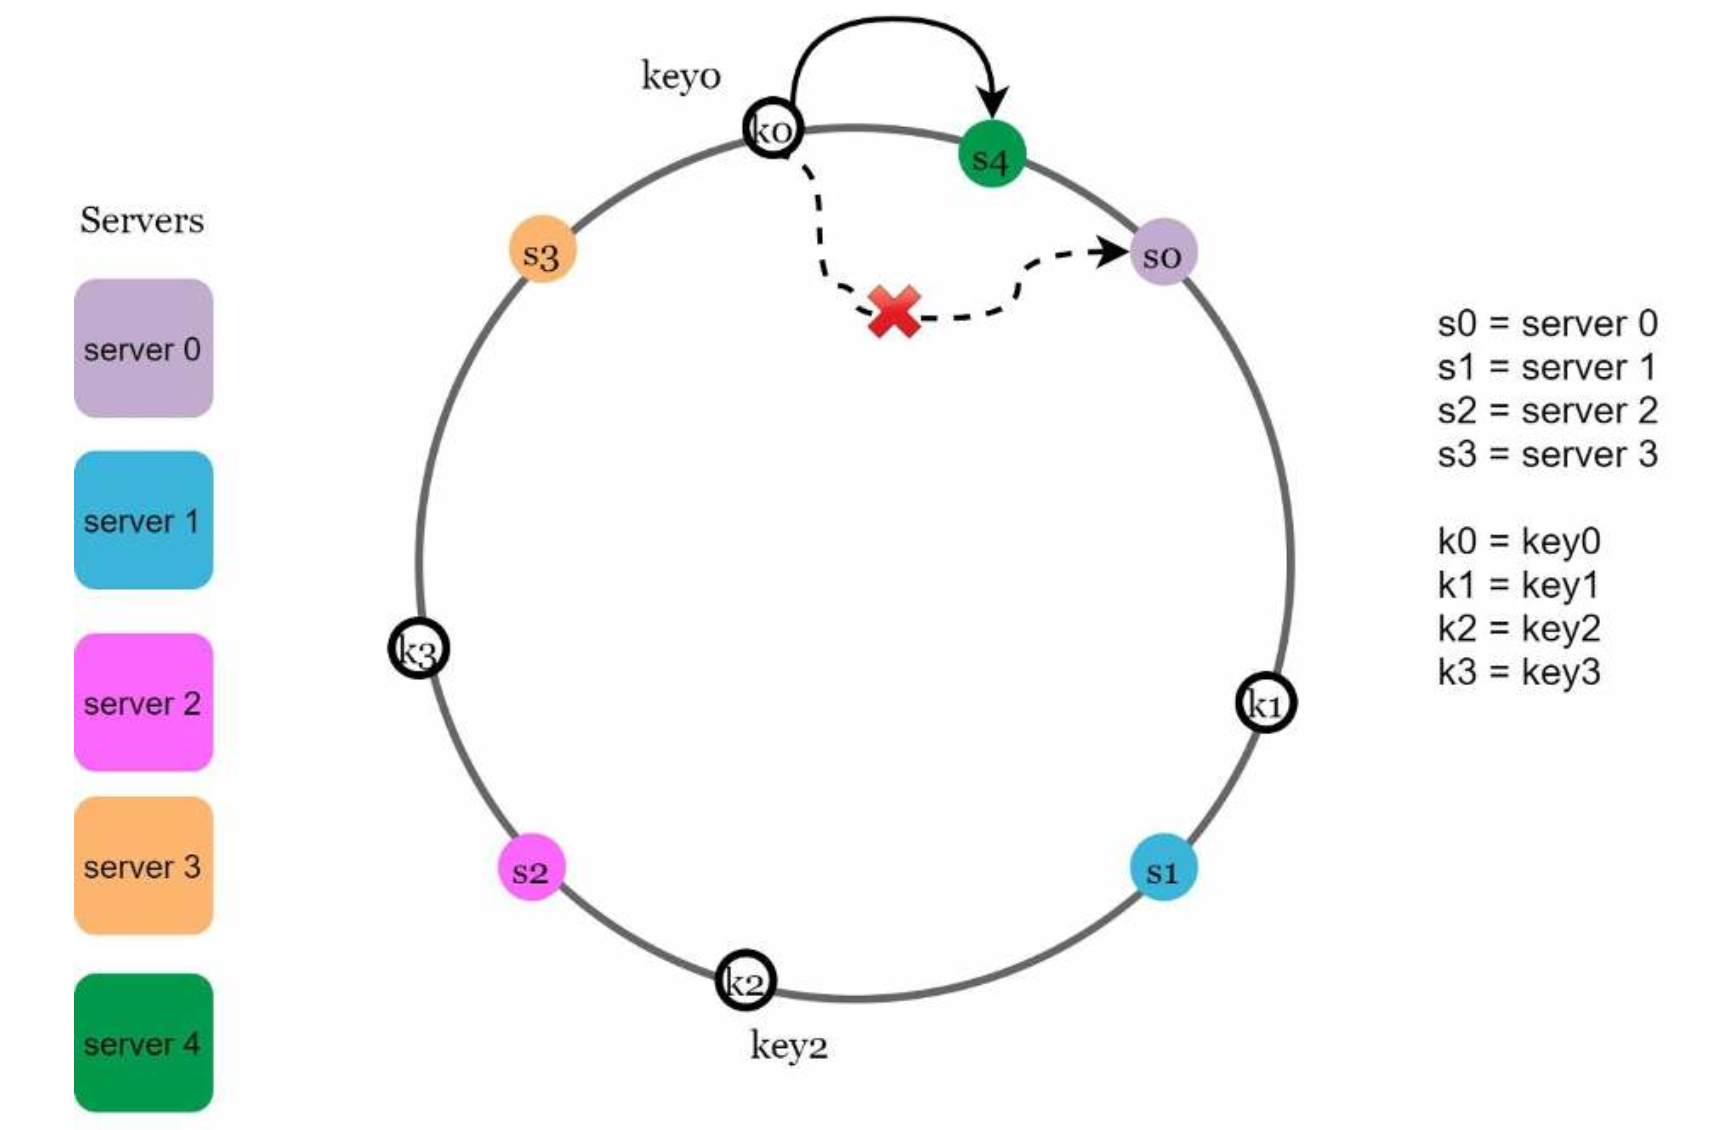 key0
k0
s4
s3
s0
Servers
server 0
server 1
server 2
server 3
server 4
k3
k1
s2
s1
k2
key2
s0 = server 0
s1 = server 1
s2 = server 2
s3 = server 3
k0 = key0
k1 = key1
k2 = key2
k3 = key3